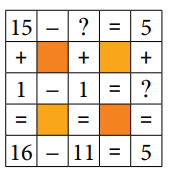 15 – ? = 5
+ + +
1 – 1 = ?
= = =
16 – 11 = 5